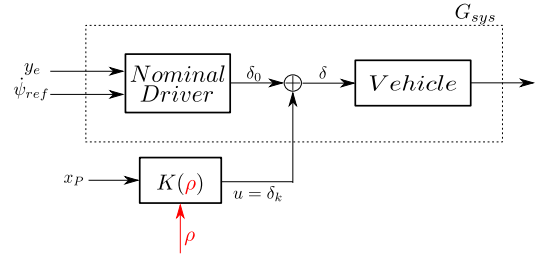 G_sys
y_e
ψ̇_ref
Nominal
Driver
δ_0
δ
Vehicle
x_P
K(ρ)
u = δ_k
ρ